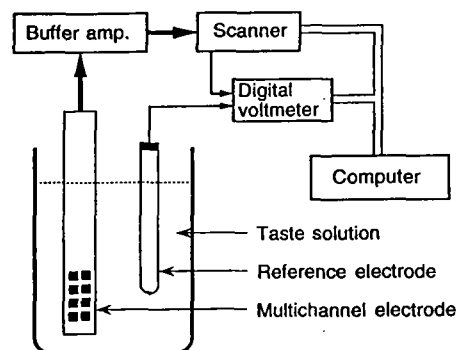 Buffer amp.
Scanner
Digital
voltmeter
Computer
Taste solution
Reference electrode
Multichannel electrode